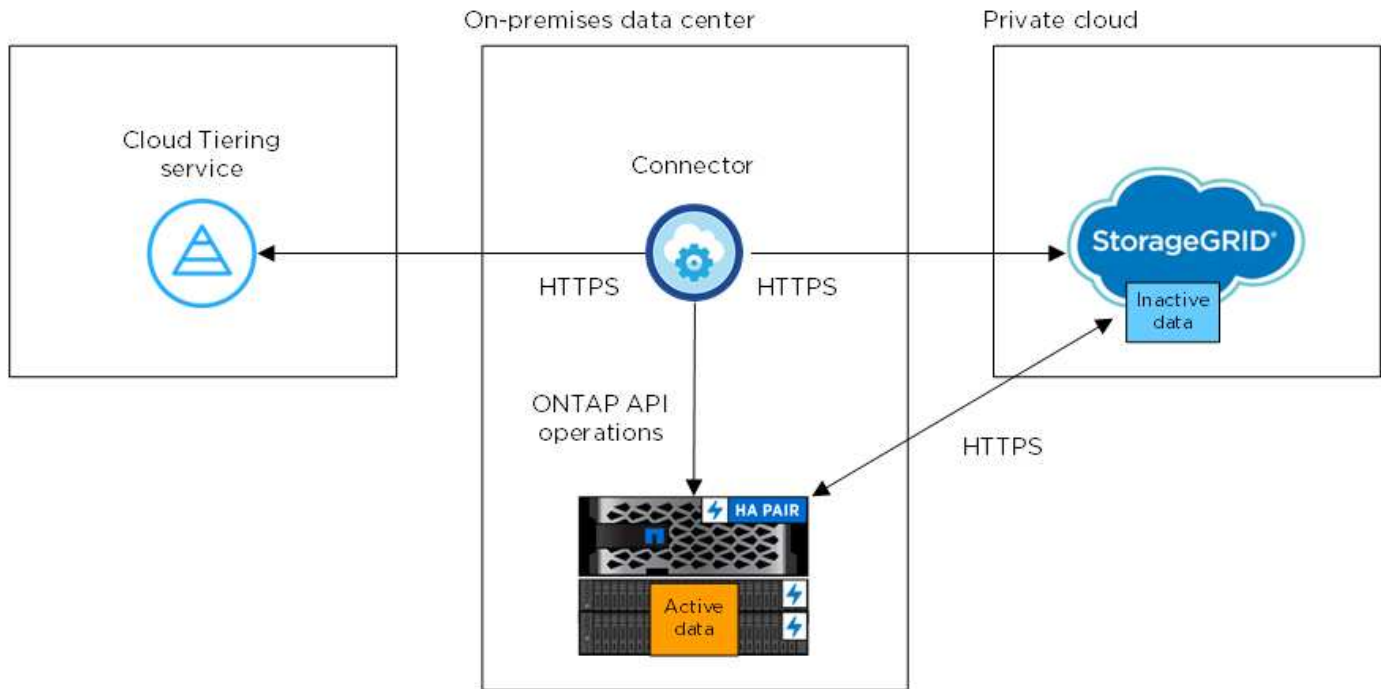 On-premises data center
Private cloud
Cloud Tiering
service
Connector
StorageGRID®
Inactive
data
HTTPS
HTTPS
ONTAP API
operations
HTTPS
HA PAIR
Active
data